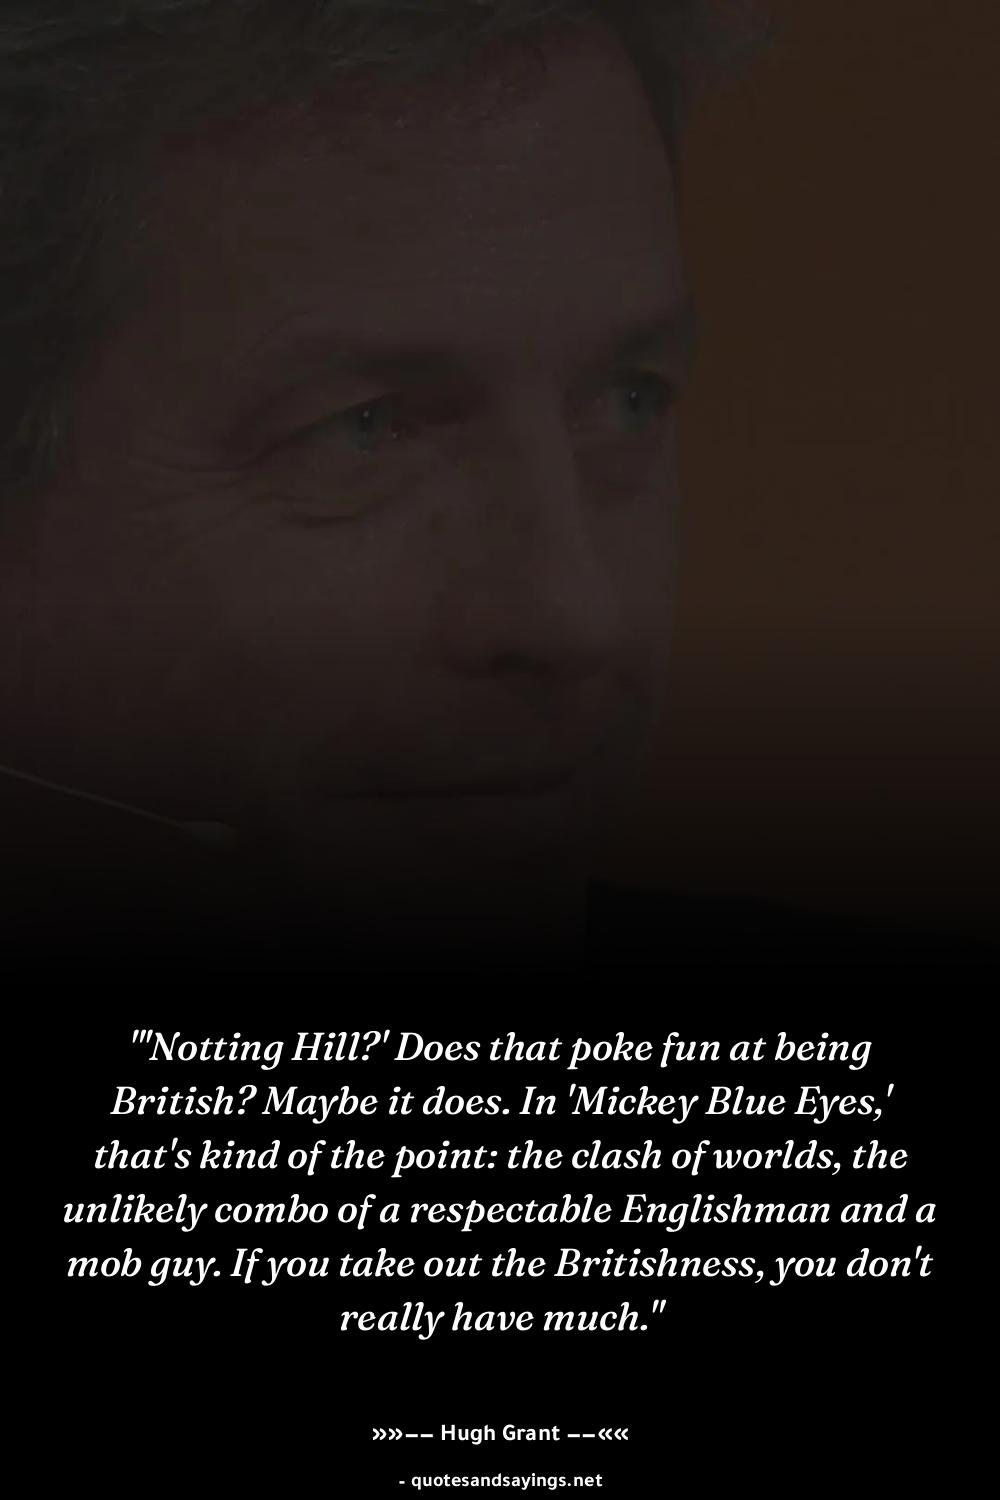 "'Notting Hill?' Does that poke fun at being
British? Maybe it does. In 'Mickey Blue Eyes,'
that's kind of the point: the clash of worlds, the
unlikely combo of a respectable Englishman and a
mob guy. If you take out the Britishness, you don't
really have much."
»»–– Hugh Grant ––««
- quotesandsayings.net